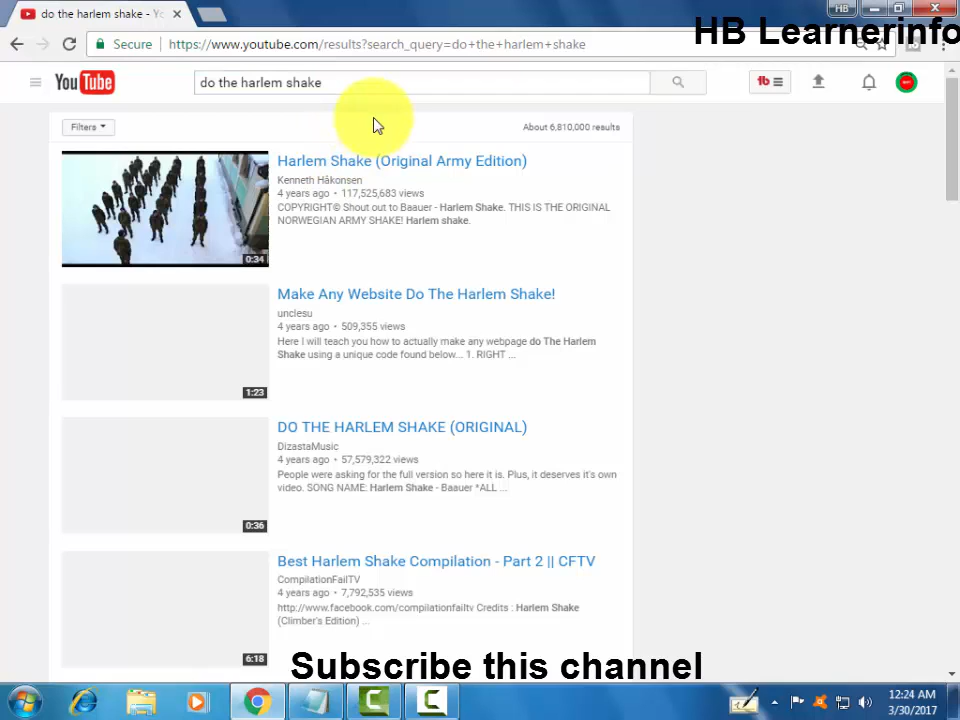 do the harlem shake - Yo
HB
HB Learnerinfo
Secure
https://www.youtube.com/results?search_query=do+the+harlem+shake
YouTube
do the harlem shake
Filters
About 6,810,000 results
Harlem Shake (Original Army Edition)
Kenneth Håkonsen
4 years ago • 117,525,683 views
COPYRIGHT© Shout out to Baauer - Harlem Shake. THIS IS THE ORIGINAL
NORWEGIAN ARMY SHAKE! Harlem shake.
0:34
Make Any Website Do The Harlem Shake!
unclesu
4 years ago • 509,355 views
Here I will teach you how to actually make any webpage do The Harlem
Shake using a unique code found below... 1. RIGHT ...
1:23
DO THE HARLEM SHAKE (ORIGINAL)
DizastaMusic
4 years ago • 57,579,322 views
People were asking for the full version so here it is. Plus, it deserves it's own
video. SONG NAME: Harlem Shake - Baauer *ALL ...
0:36
Best Harlem Shake Compilation - Part 2 || CFTV
CompilationFailTV
4 years ago • 7,792,535 views
http://www.facebook.com/compilationfailtv Credits : Harlem Shake
(Climber's Edition) ...
6:18
Subscribe this channel
12:24 AM
3/30/2017